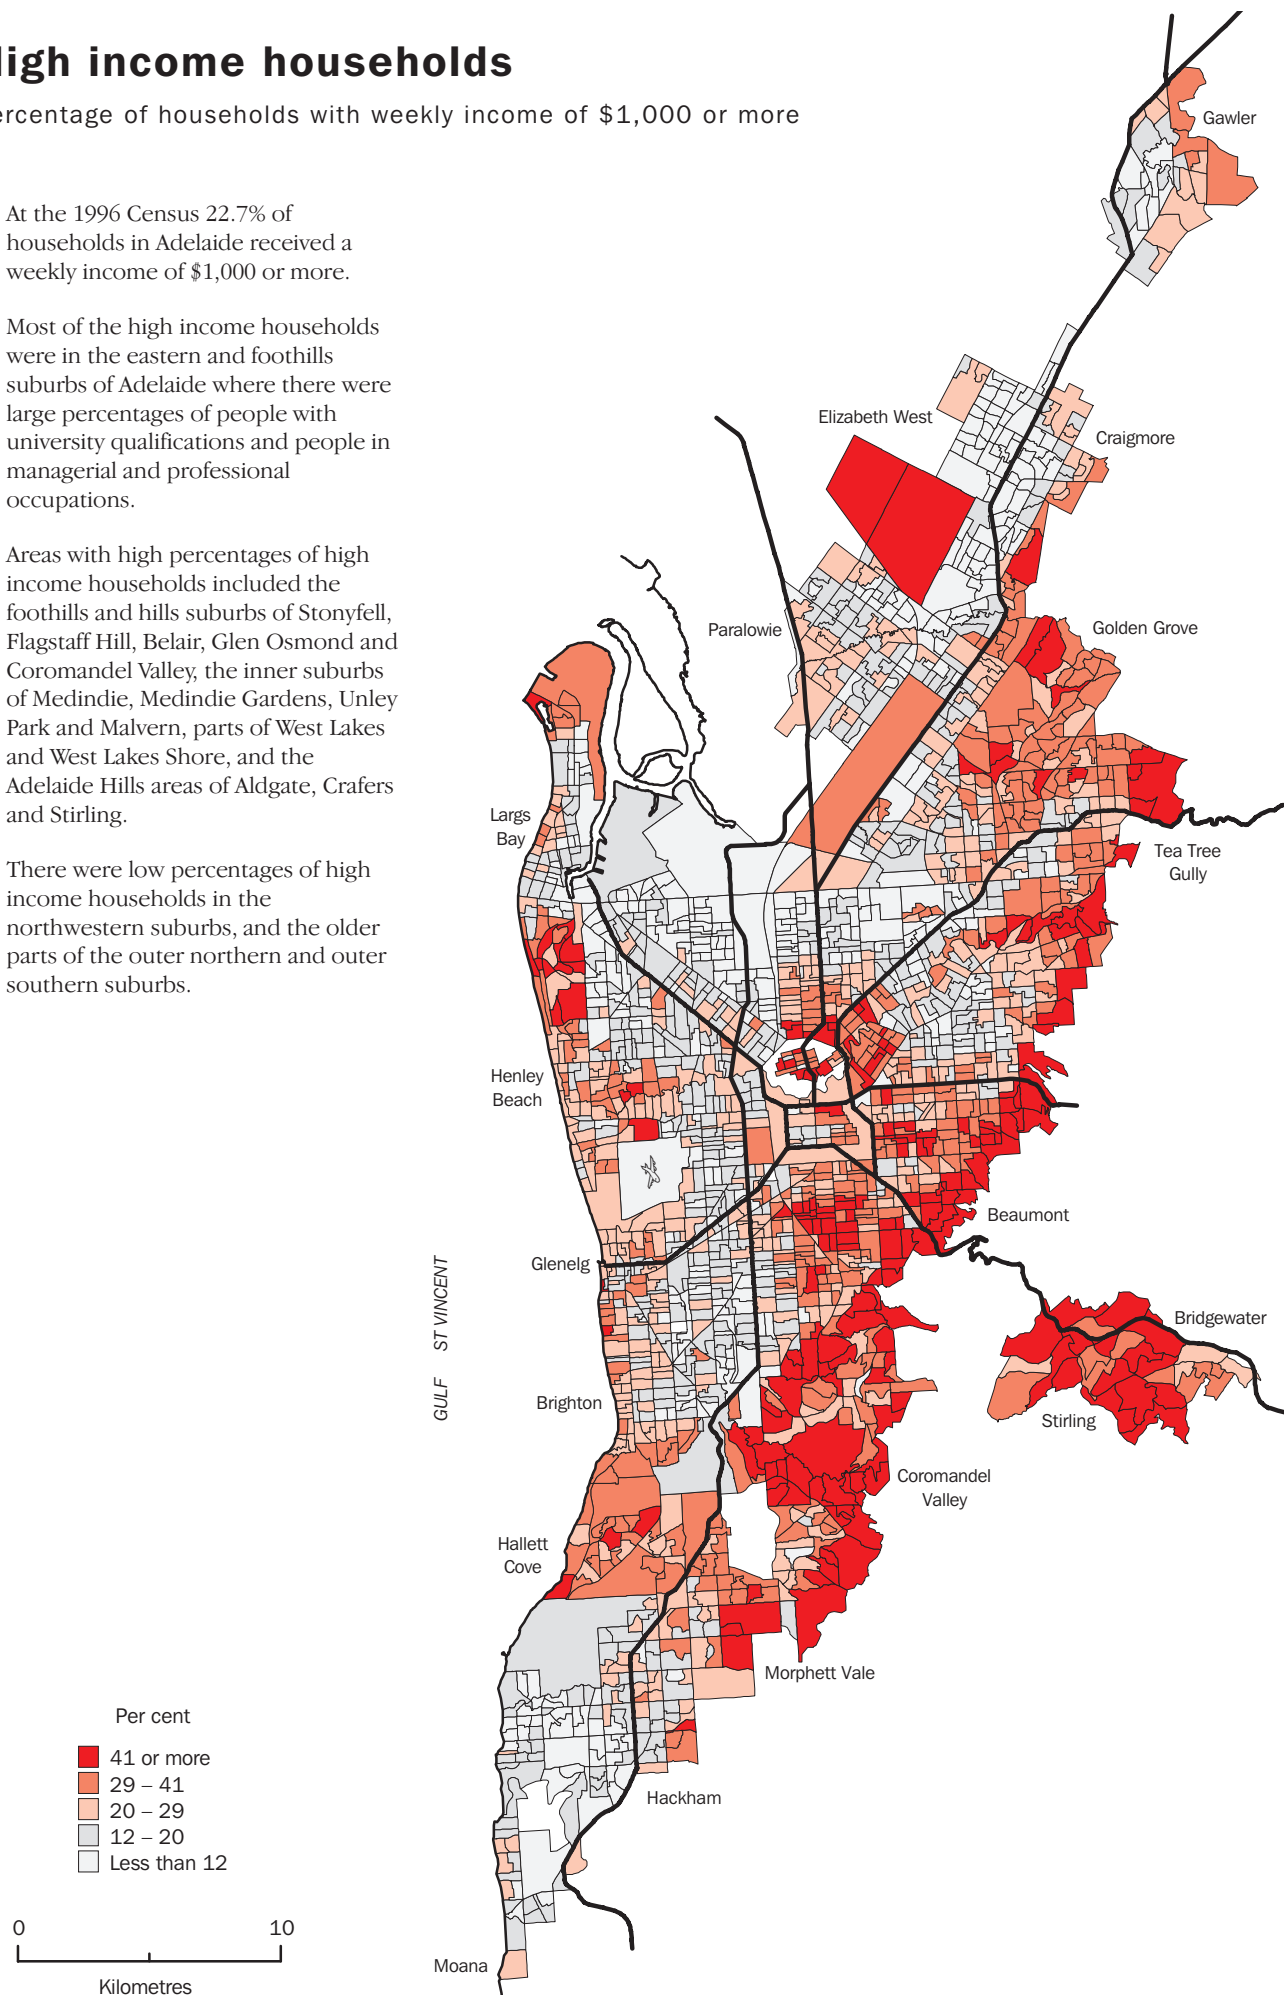 High income households
ercentage of households with weekly income of $1,000 or more
At the 1996 Census 22.7% of
households in Adelaide received a
weekly income of $1,000 or more.
Most of the high income households
were in the eastern and foothills
suburbs of Adelaide where there were
large percentages of people with
university qualifications and people in
managerial and professional
occupations.
Areas with high percentages of high
income households included the
foothills and hills suburbs of Stonyfell,
Flagstaff Hill, Belair, Glen Osmond and
Coromandel Valley, the inner suburbs
of Medindie, Medindie Gardens, Unley
Park and Malvern, parts of West Lakes
and West Lakes Shore, and the
Adelaide Hills areas of Aldgate, Crafers
and Stirling.
There were low percentages of high
income households in the
northwestern suburbs, and the older
parts of the outer northern and outer
southern suburbs.
Gawler
Elizabeth West
Craigmore
Paralowie
Golden Grove
Largs
Bay
Tea Tree
Gully
Henley
Beach
Beaumont
Glenelg
GULF ST VINCENT
Bridgewater
Brighton
Stirling
Coromandel
Valley
Hallett
Cove
Morphett Vale
Hackham
Moana
Per cent
41 or more
29 – 41
20 – 29
12 – 20
Less than 12
0 10
Kilometres